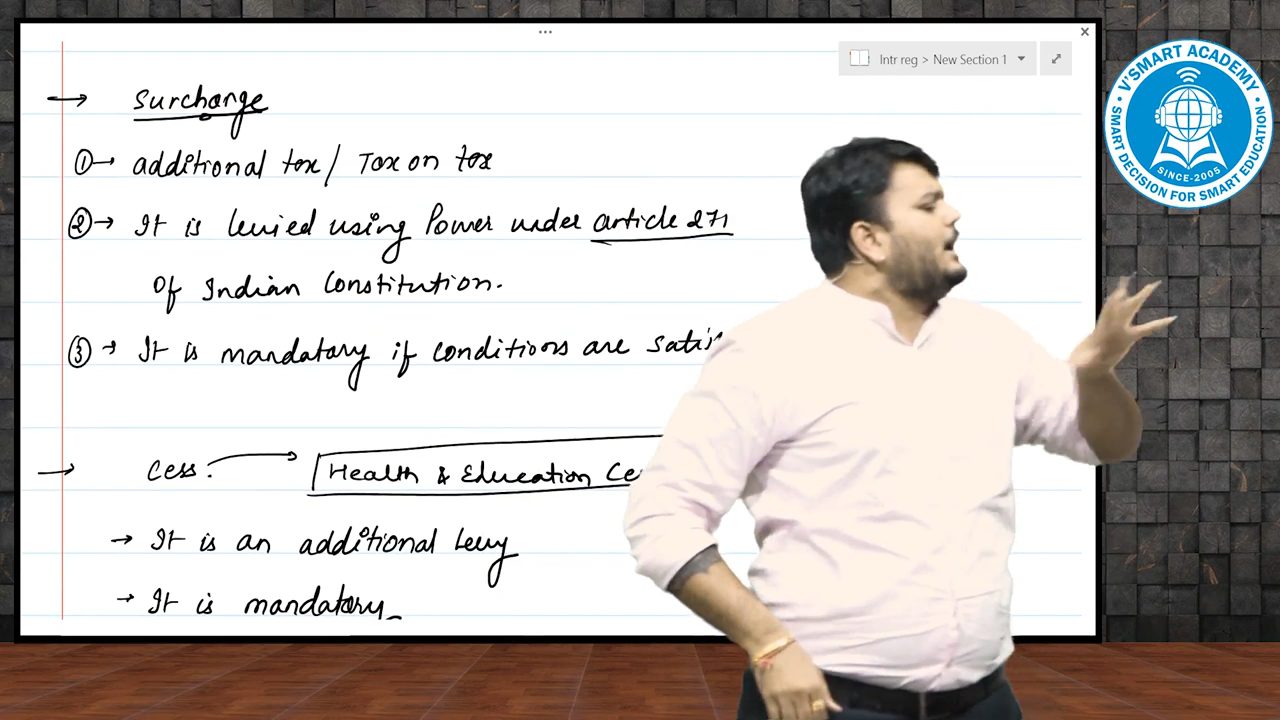 Intr reg > New Section 1
Surcharge
① additional tax / Tax on tax
② It is levied using Power under article 271
of Indian Constitution.
③ It is mandatory if conditions are
Cess: Health & Education
It is an additional levy
It is mandatory
V'SMART ACADEMY
SINCE-2005
SMART DECISION FOR SMART EDUCATION